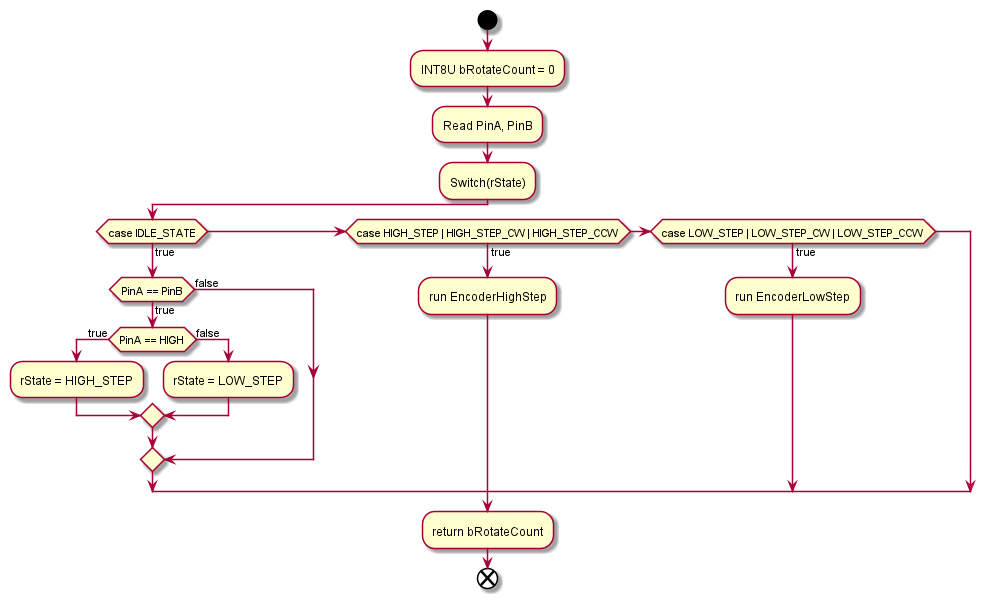 INT8U bRotateCount = 0
Read PinA, PinB
Switch(rState)
case IDLE_STATE
case HIGH_STEP | HIGH_STEP_CW | HIGH_STEP_CCW
case LOW_STEP | LOW_STEP_CW | LOW_STEP_CCW
true
true
true
PinA == PinB
false
run EncoderHighStep
run EncoderLowStep
true
true
PinA == HIGH
false
rState = HIGH_STEP
rState = LOW_STEP
return bRotateCount